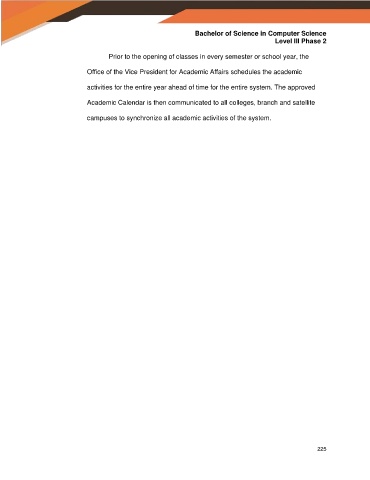 Bachelor of Science in Computer Science
Level III Phase 2
Prior to the opening of classes in every semester or school year, the
Office of the Vice President for Academic Affairs schedules the academic
activities for the entire year ahead of time for the entire system. The approved
Academic Calendar is then communicated to all colleges, branch and satellite
campuses to synchronize all academic activities of the system.
225